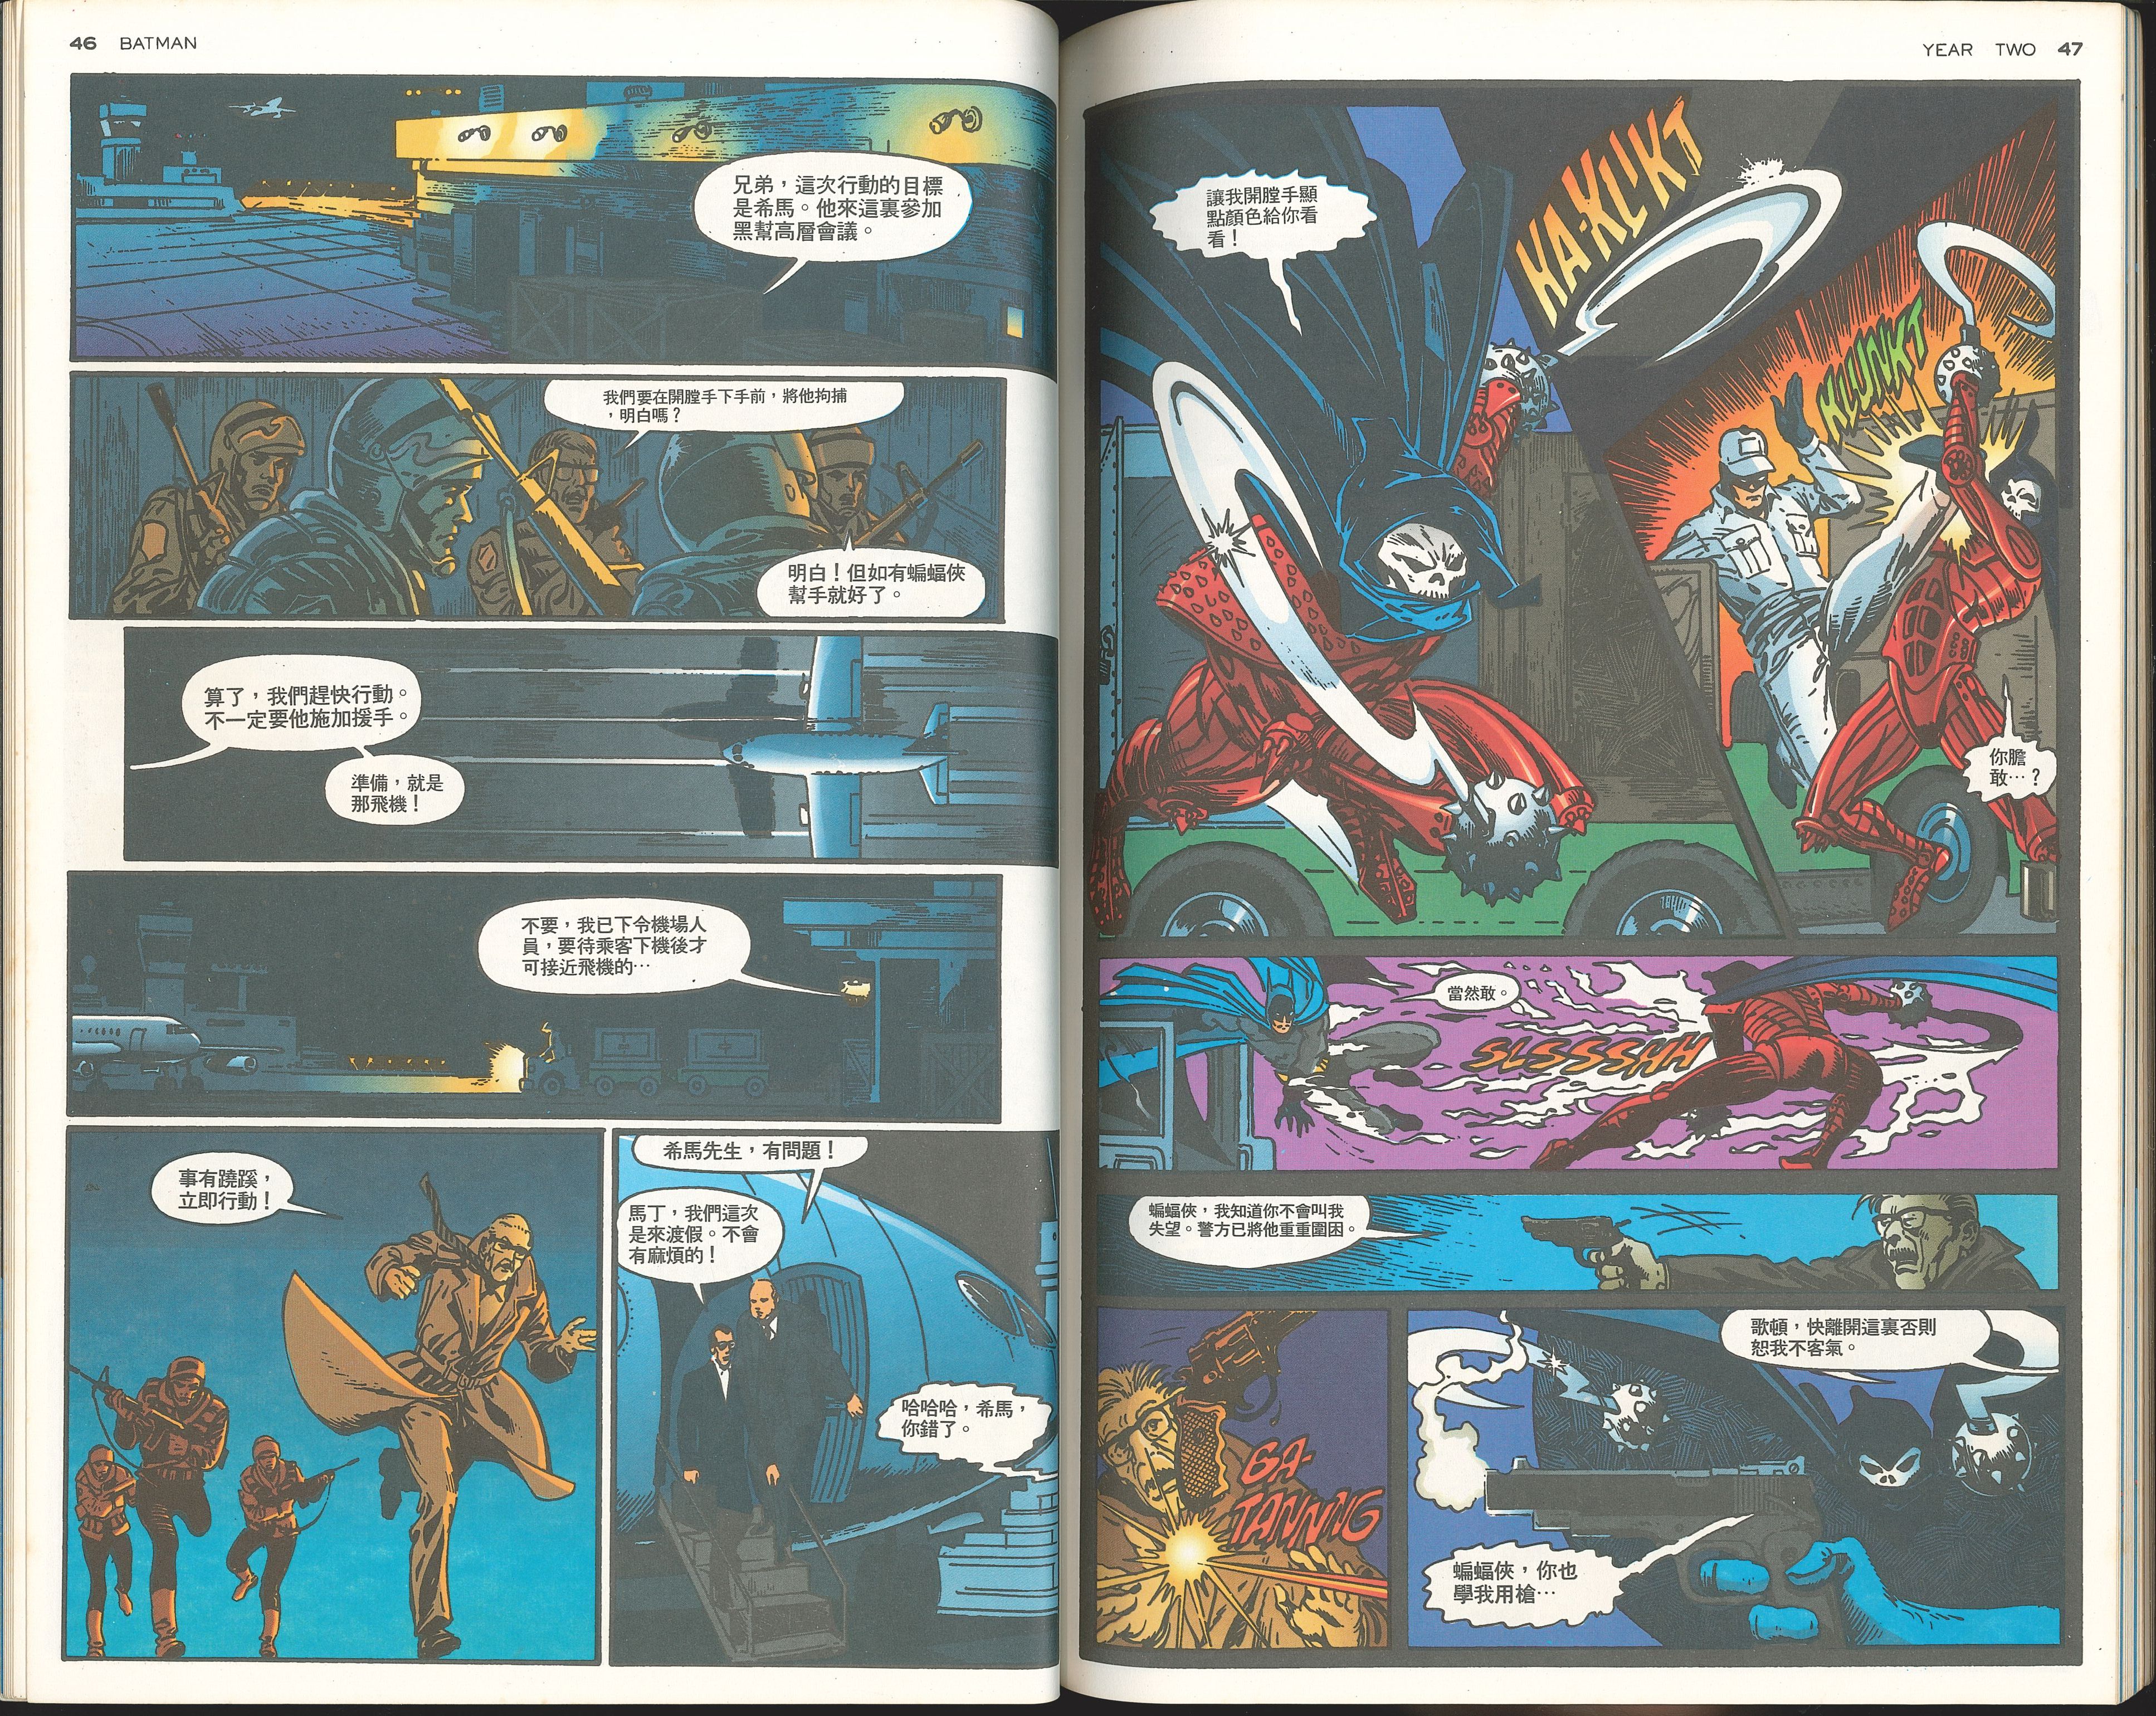 46 BATMAN
兄弟，這次行動的目標
是希馬。他來這裏參加
黑幫高層會議。
我們要在開膛手下手前，將他拘捕
，明白嗎？
明白！但如有蝙蝠俠
幫手就好了。
算了，我們趕快行動。
不一定要他施加援手。
準備，就是
那飛機！
不要，我已下令機場人
員，要待乘客下機後才
可接近飛機的…
事有蹺蹊，
立即行動！
希馬先生，有問題！
馬丁，我們這次
是來渡假。不會
有麻煩的！
哈哈哈，希馬，
你錯了。
YEAR TWO 47
讓我開膛手顯
點顏色給你看
看！
HA-KLKT
KLUNKT
你膽
敢…？
當然敢。
SLSSSSHH
蝙蝠俠，我知道你不會叫我
失望。警方已將他重重圍困。
GA-
TANNNG
歌頓，快離開這裏否則
恕我不客氣。
蝙蝠俠，你也
學我用槍…